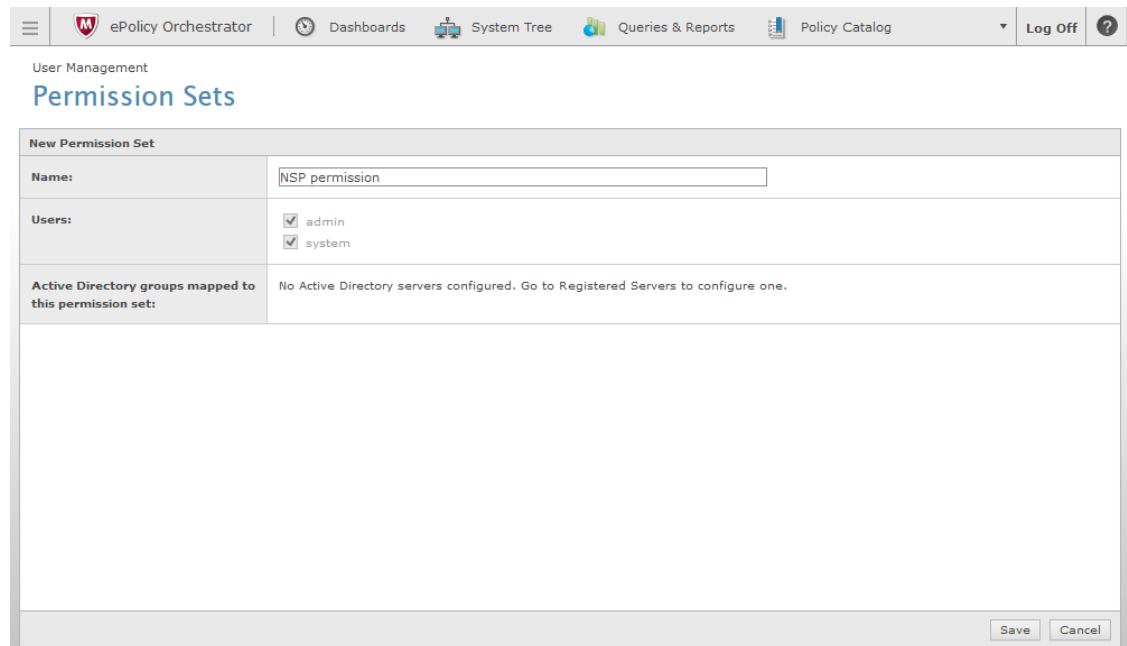 ePolicy Orchestrator Dashboards System Tree Queries & Reports Policy Catalog Log Off ?
User Management
Permission Sets
New Permission Set
Name: NSP permission
Users: admin
system
Active Directory groups mapped to No Active Directory servers configured. Go to Registered Servers to configure one.
this permission set:
Save Cancel